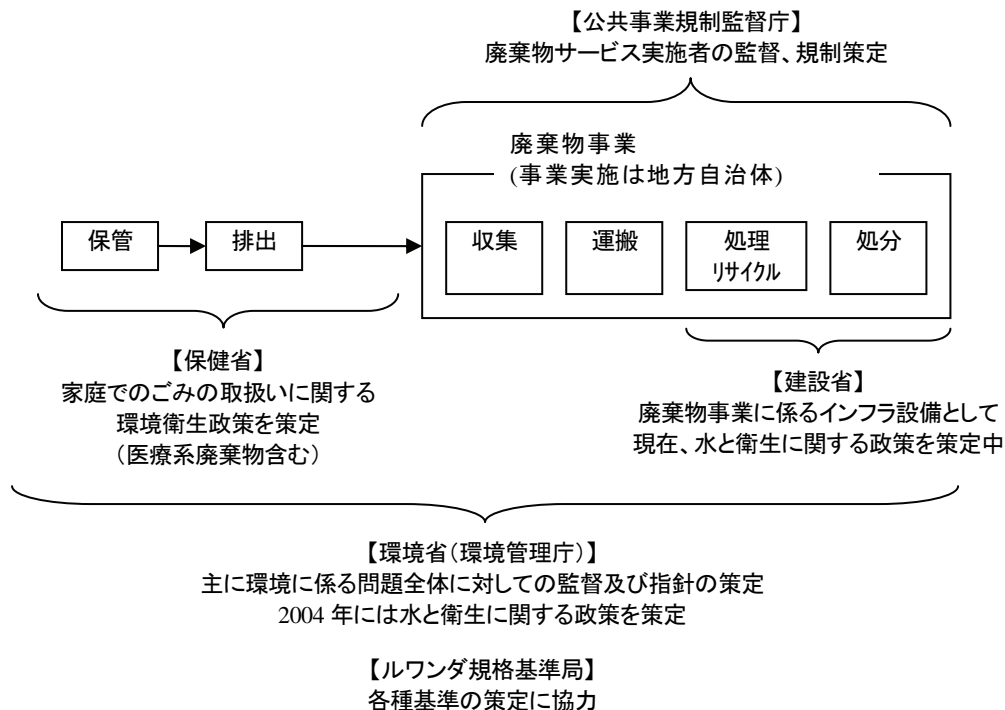 【公共事業規制監督庁】
廃棄物サービス実施者の監督、規制策定
廃棄物事業
(事業実施は地方自治体)
保管
排出
収集
運搬
処理
ﾘｻｲｸﾙ
処分
【保健省】
家庭でのごみの取扱いに関する
環境衛生政策を策定
（医療系廃棄物含む）
【建設省】
廃棄物事業に係るインフラ設備として
現在、水と衛生に関する政策を策定中
【環境省（環境管理庁）】
主に環境に係る問題全体に対しての監督及び指針の策定
2004 年には水と衛生に関する政策を策定
【ルワンダ規格基準局】
各種基準の策定に協力